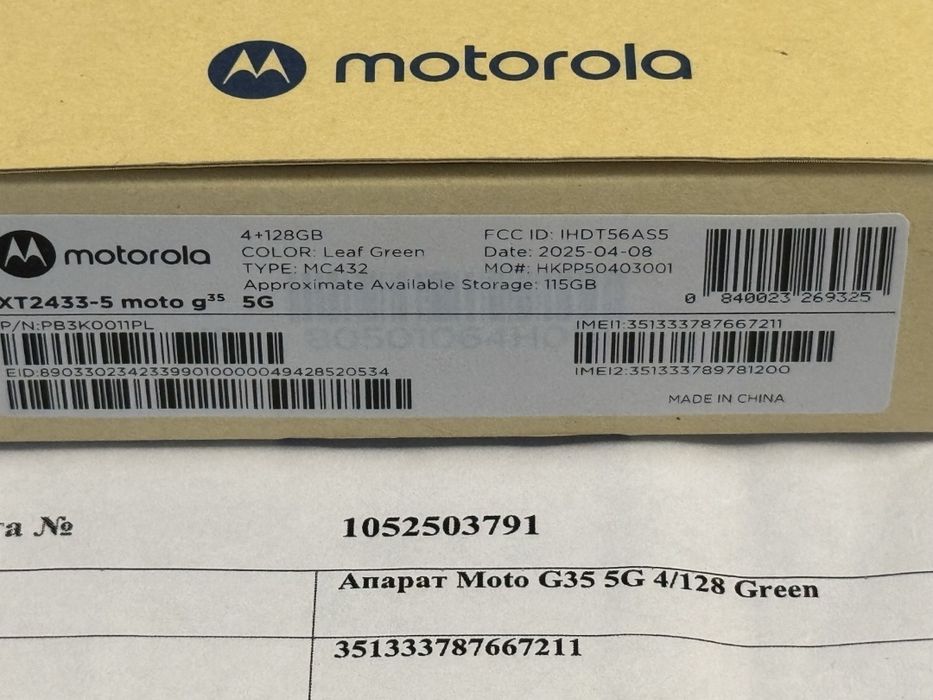 motorola
motorola
4+128GB
COLOR: Leaf Green
TYPE: MC432
Approximate Available Storage: 115GB
FCC ID: IHDT56AS5
Date: 2025-04-08
MO#: HKPP50403001
0 840023 269325
XT2433-5 moto g35 5G
P/N:PB3K0011PL
EID:89033023423399010000049428520534
IMEI1:351333787667211
IMEI2:351333789781200
MADE IN CHINA
№ 1052503791
Апарат Moto G35 5G 4/128 Green
351333787667211